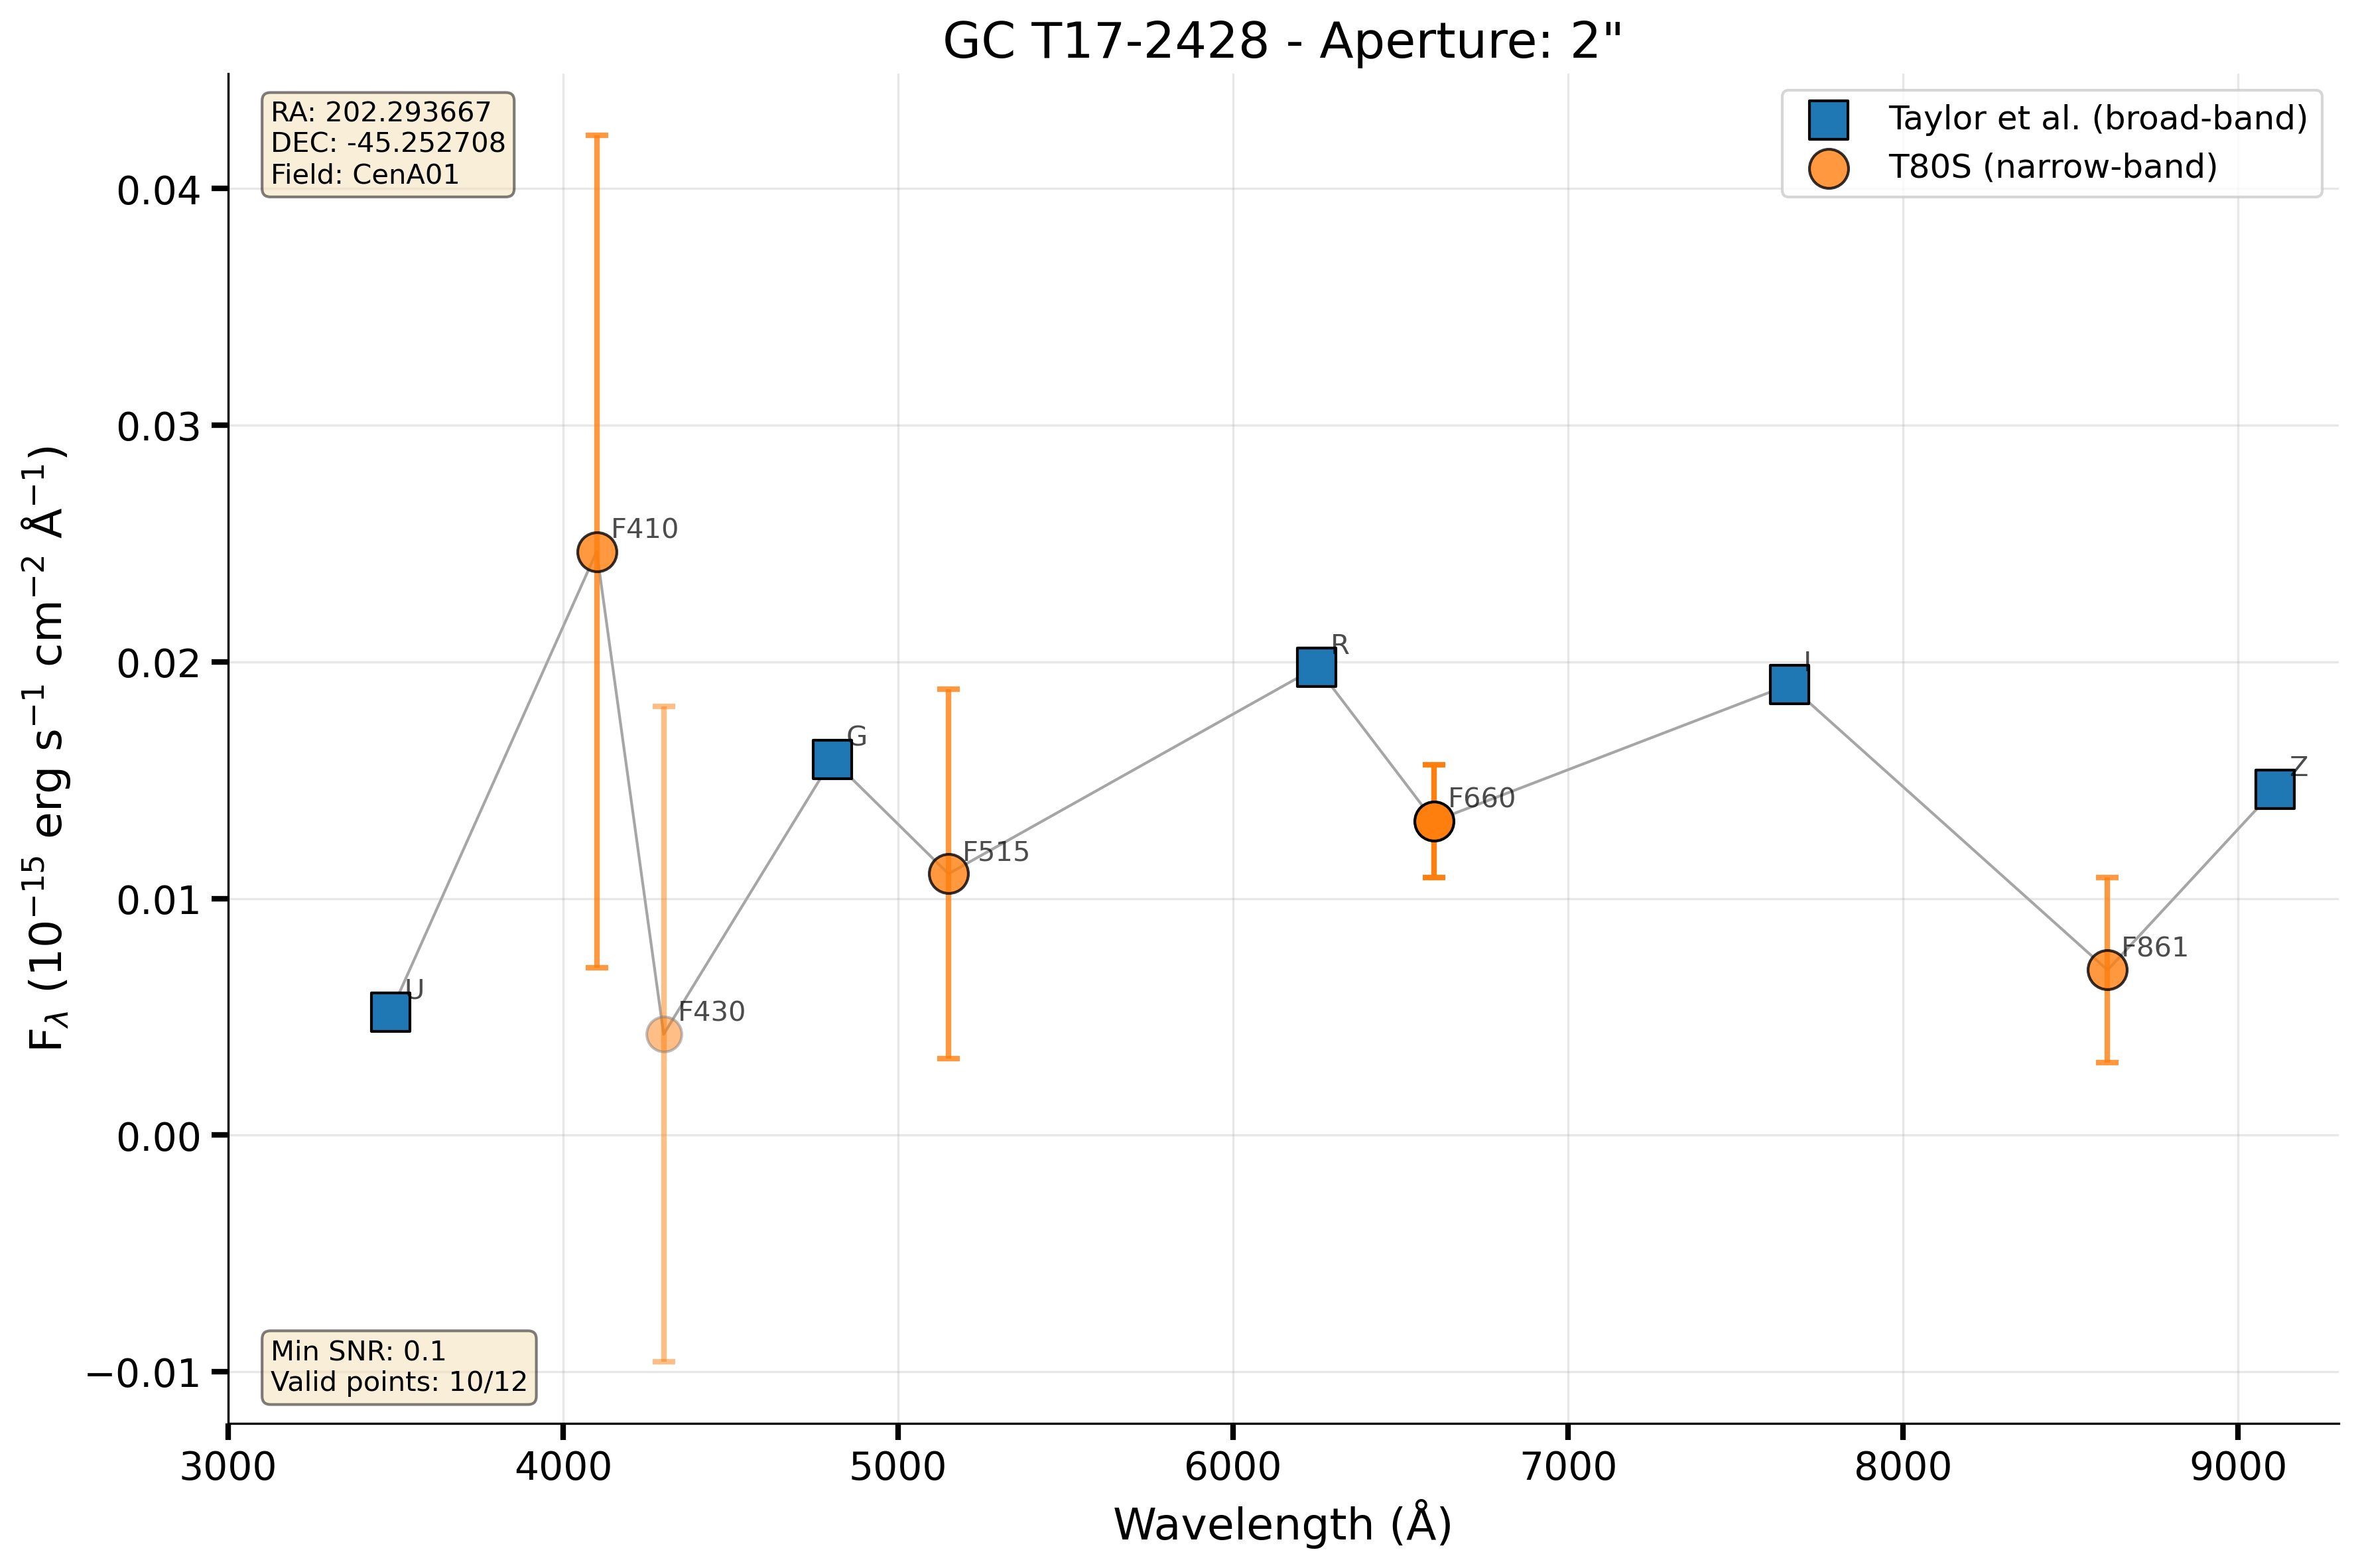 GC T17-2428 - Aperture: 2"
RA: 202.293667
DEC: -45.252708
Field: CenA01
Taylor et al. (broad-band)
T80S (narrow-band)
0.04
0.03
0.02
0.01
0.00
−0.01
F410
R
I
G
Z
F660
F515
F861
U
F430
Min SNR: 0.1
Valid points: 10/12
3000 4000 5000 6000 7000 8000 9000
Wavelength (Å)
F<sub>λ</sub> (10⁻¹⁵ erg s⁻¹ cm⁻² Å⁻¹)